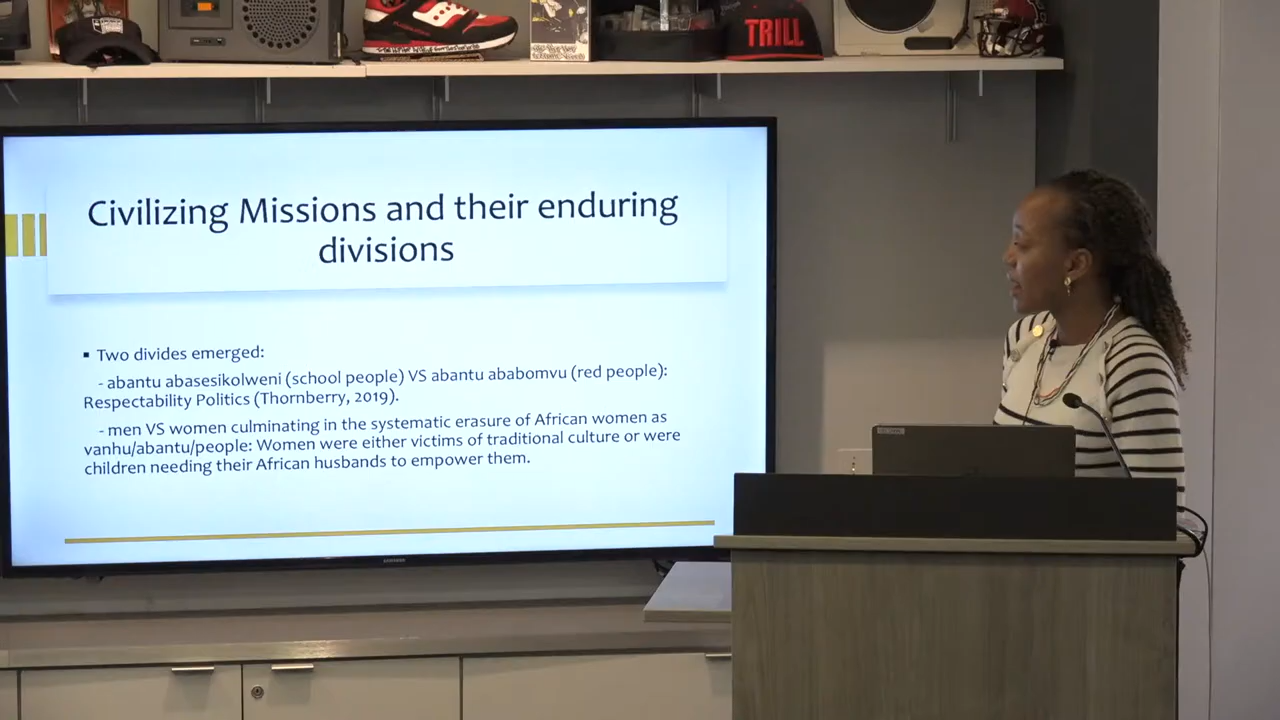 TRILL
Civilizing Missions and their enduring
divisions
▪ Two divides emerged:
- abantu abasesikolweni (school people) VS abantu ababomvu (red people):
Respectability Politics (Thornberry, 2019).
- men VS women culminating in the systematic erasure of African women as
vanhu/abantu/people: Women were either victims of traditional culture or were
children needing their African husbands to empower them.
SAMSUNG